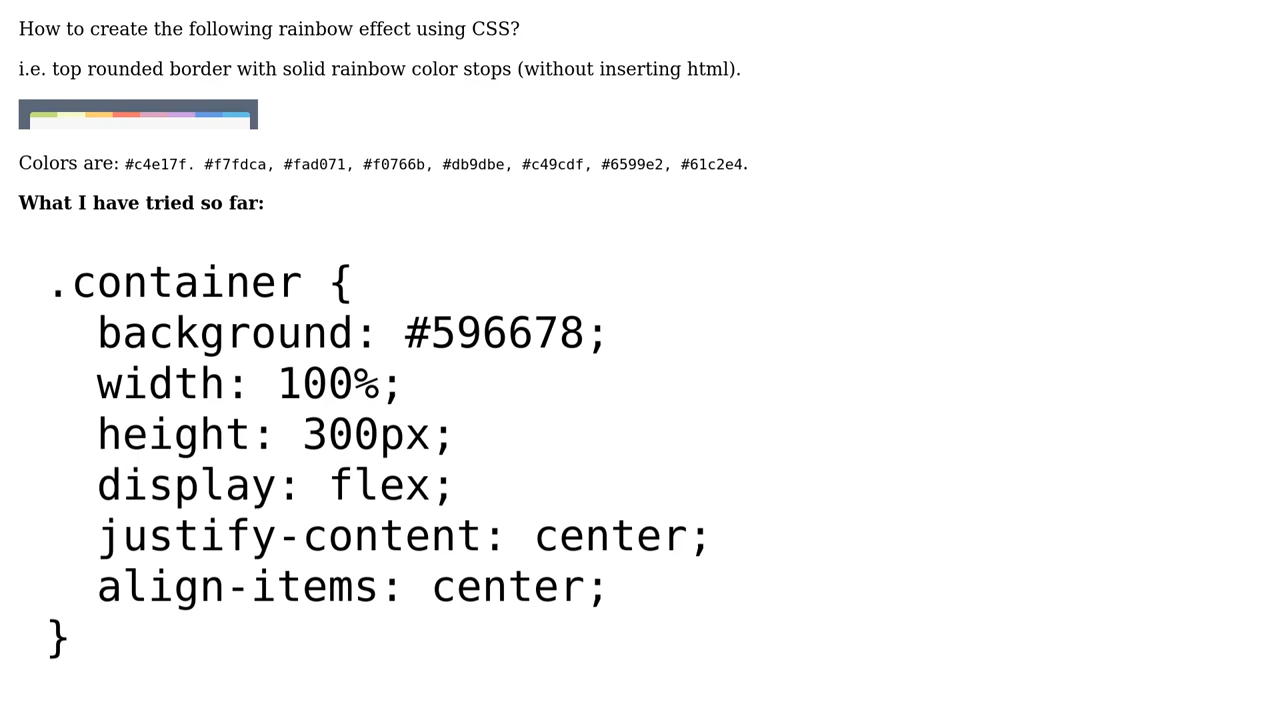 How to create the following rainbow effect using CSS?
i.e. top rounded border with solid rainbow color stops (without inserting html).
Colors are: #c4e17f. #f7fdca, #fad071, #f0766b, #db9dbe, #c49cdf, #6599e2, #61c2e4.
What I have tried so far:
.container {
  background: #596678;
  width: 100%;
  height: 300px;
  display: flex;
  justify-content: center;
  align-items: center;
}